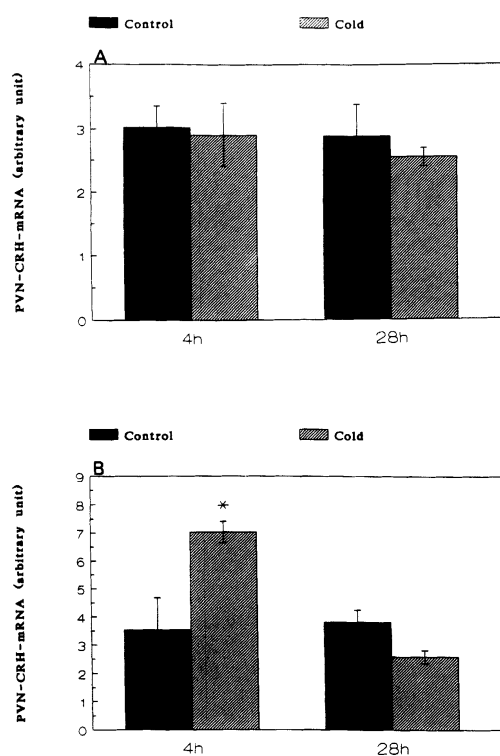 Control Cold
A
PVN-CRH-mRNA (arbitrary unit)
4
3
2
1
0
4h 28h
Control Cold
B
PVN-CRH-mRNA (arbitrary unit)
9
8
7
6
5
4
3
2
1
0
*
4h 28h